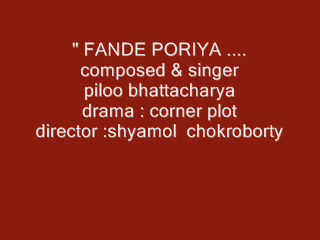 " FANDE PORIYA ....
composed & singer
piloo bhattacharya
drama : corner plot
director :shyamol  chokroborty